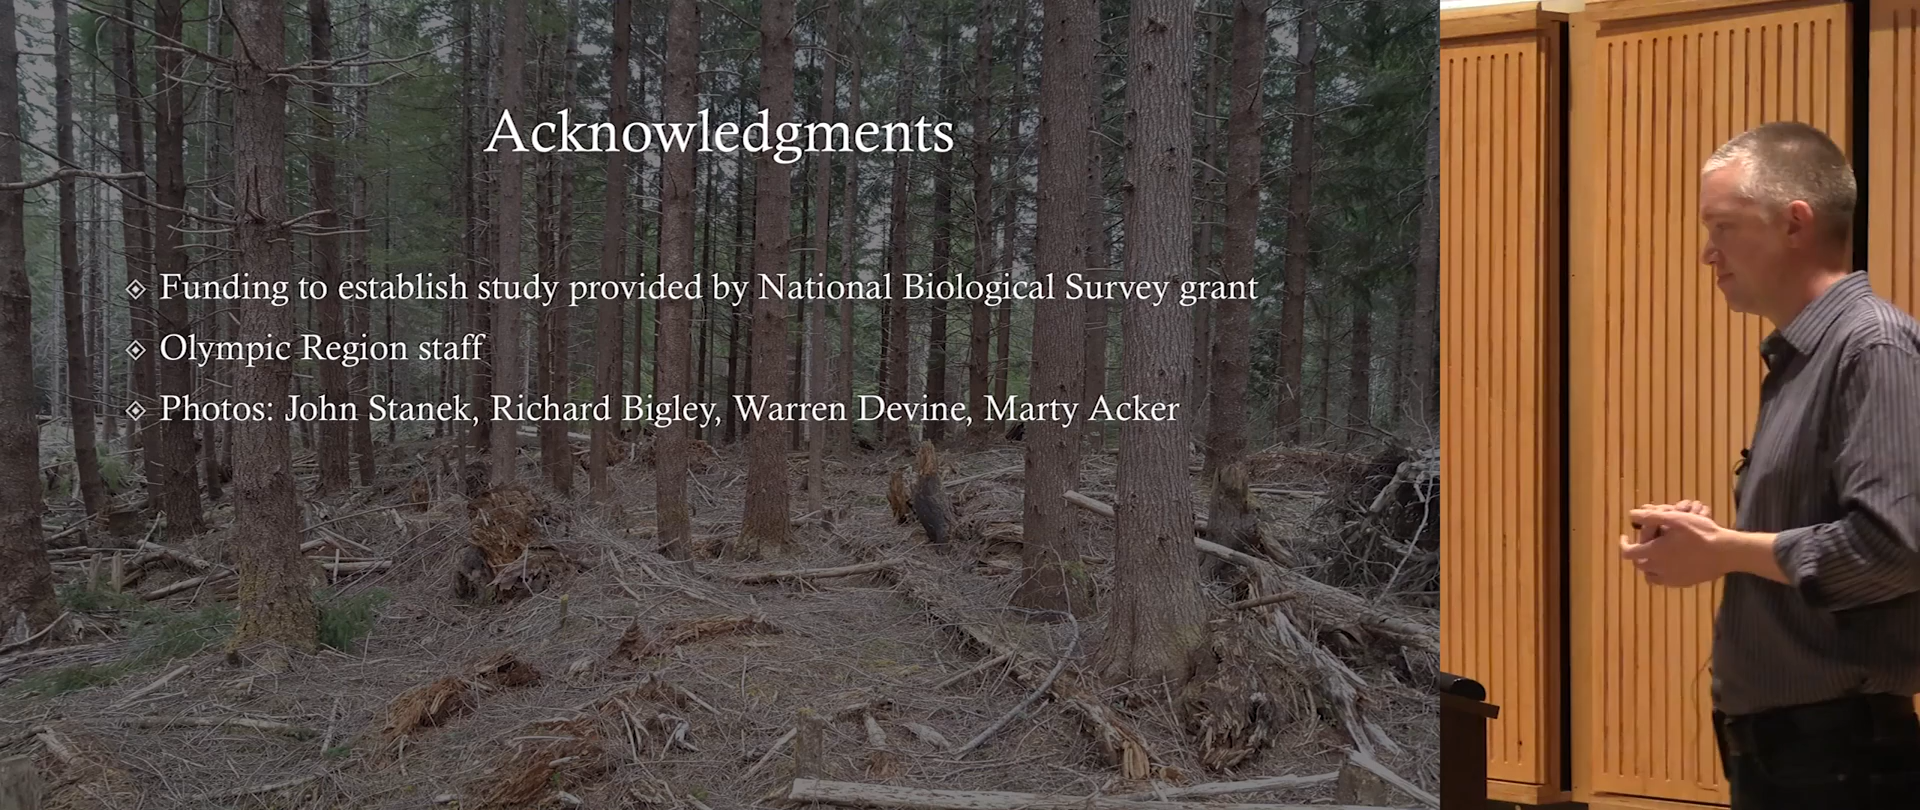 Acknowledgments
Funding to establish study provided by National Biological Survey grant
Olympic Region staff
Photos: John Stanek, Richard Bigley, Warren Devine, Marty Acker